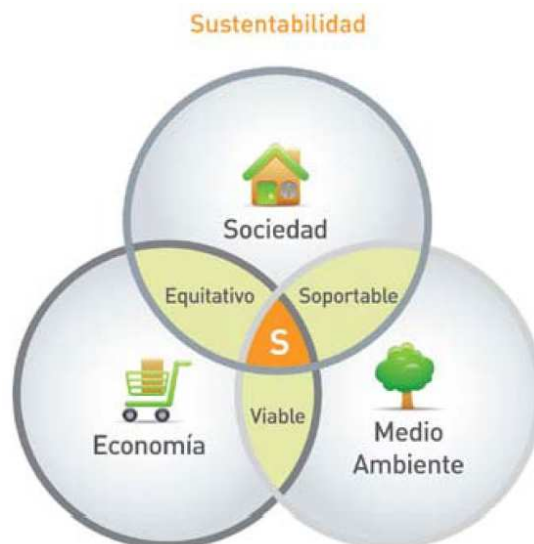 Sustentabilidad
Sociedad
Equitativo
Soportable
S
Viable
Economía
Medio
Ambiente